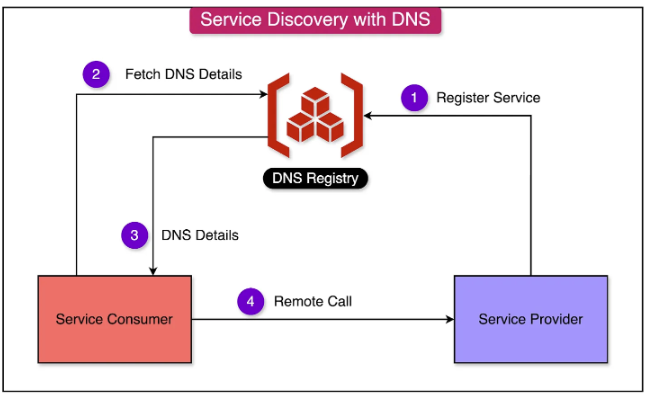 Service Discovery with DNS
2
Fetch DNS Details
1
Register Service
DNS Registry
3
DNS Details
Service Consumer
4
Remote Call
Service Provider